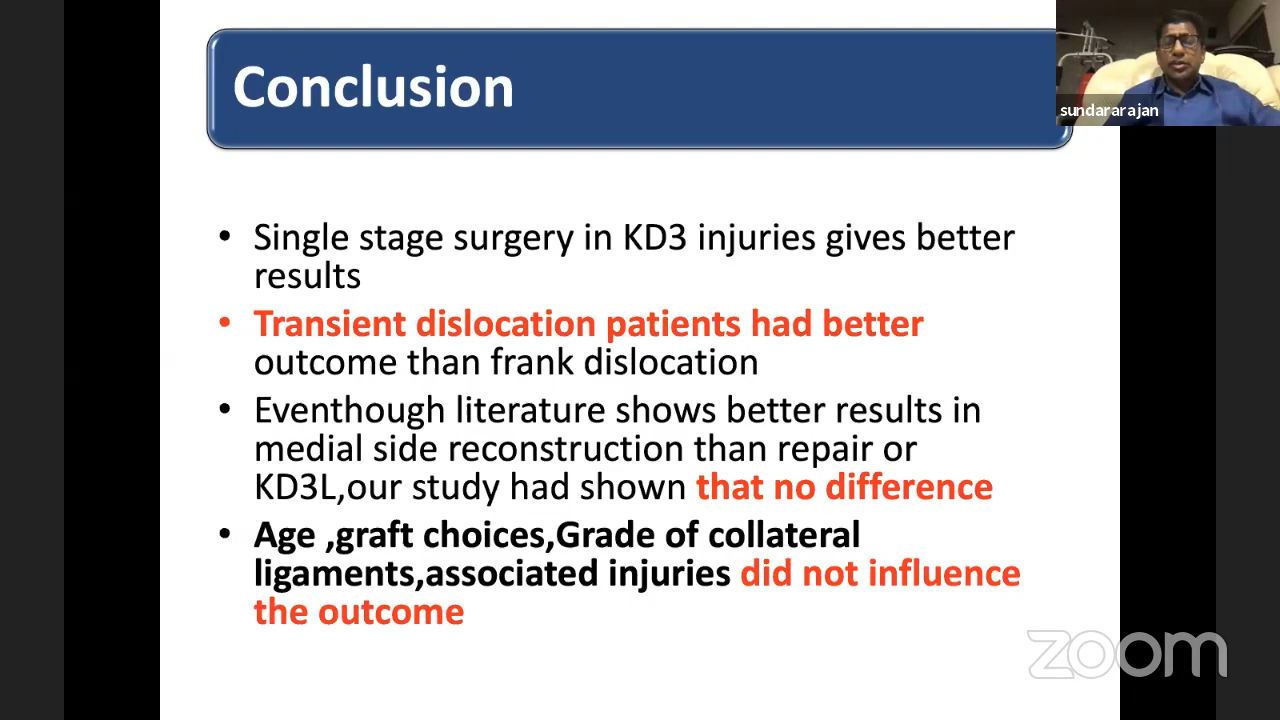 Conclusion
sundararajan
• Single stage surgery in KD3 injuries gives better
results
• Transient dislocation patients had better
outcome than frank dislocation
• Eventhough literature shows better results in
medial side reconstruction than repair or
KD3L,our study had shown that no difference
• Age ,graft choices,Grade of collateral
ligaments,associated injuries did not influence
the outcome
zoom